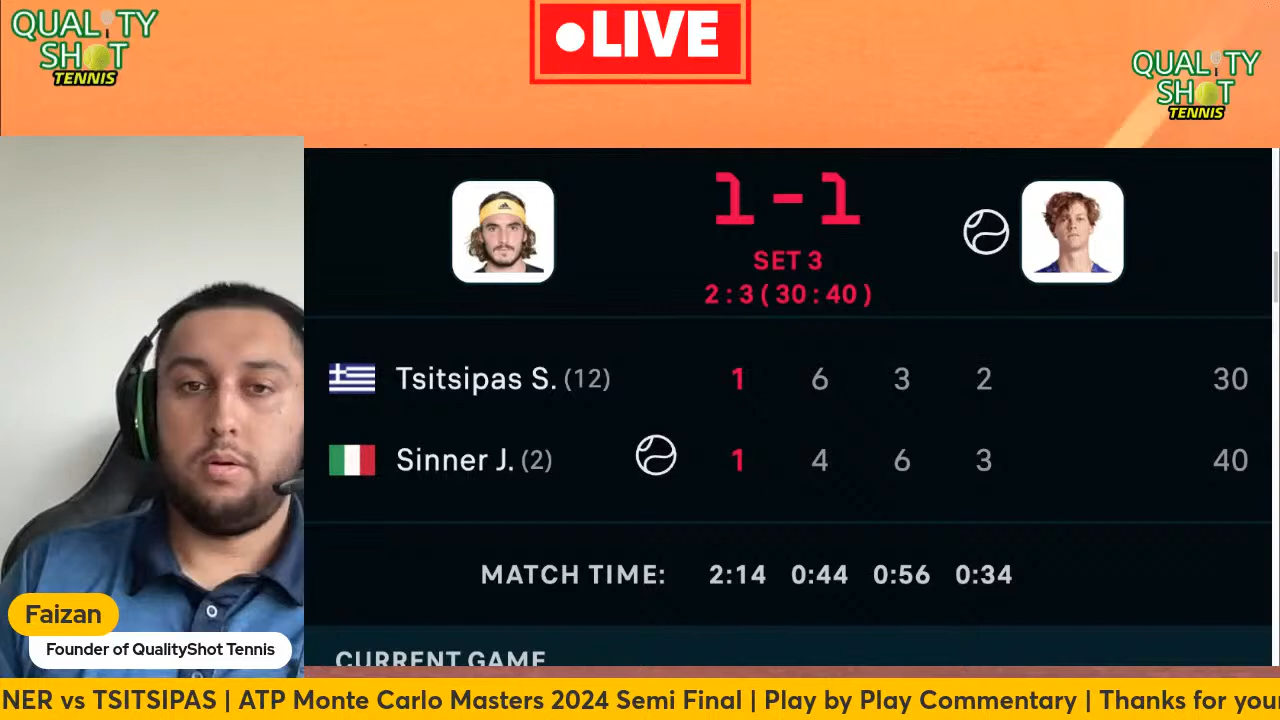 QUALITY
SHOT
TENNIS
LIVE
QUALITY
SHOT
TENNIS
1-1
SET 3
2 : 3 ( 30 : 40 )
Tsitsipas S. (12) 1 6 3 2 30
Sinner J. (2) 1 4 6 3 40
MATCH TIME: 2:14 0:44 0:56 0:34
CURRENT GAME
Faizan
Founder of QualityShot Tennis
NER vs TSITSIPAS | ATP Monte Carlo Masters 2024 Semi Final | Play by Play Commentary | Thanks for your